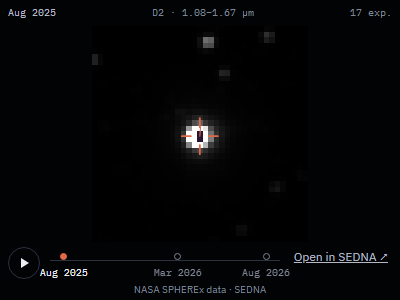 Aug 2025 D2 · 1.08–1.67 μm 17 exp.
Open in SEDNA ↗
Aug 2025 Mar 2026 Aug 2026
NASA SPHEREx data · SEDNA